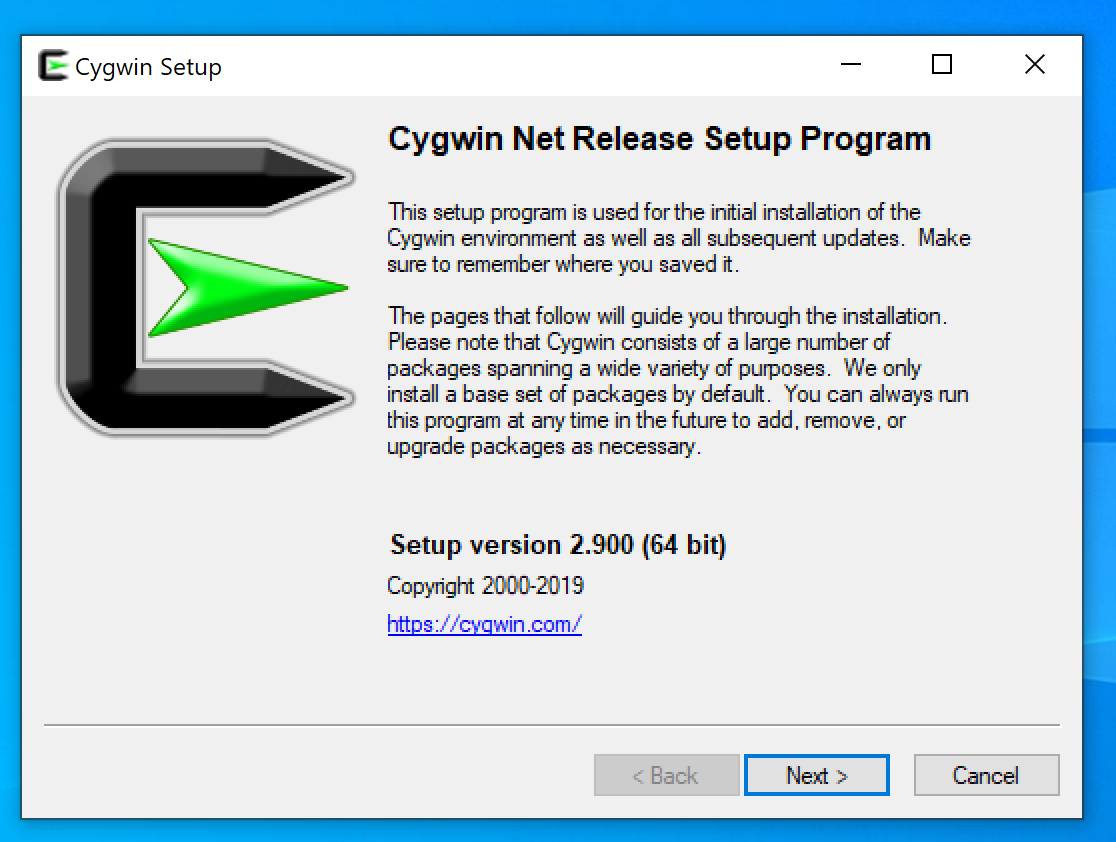 Cygwin Setup
Cygwin Net Release Setup Program
This setup program is used for the initial installation of the
Cygwin environment as well as all subsequent updates.  Make
sure to remember where you saved it.
The pages that follow will guide you through the installation.
Please note that Cygwin consists of a large number of
packages spanning a wide variety of purposes.  We only
install a base set of packages by default.  You can always run
this program at any time in the future to add, remove, or
upgrade packages as necessary.
Setup version 2.900 (64 bit)
Copyright 2000-2019
https://cygwin.com/
< Back
Next >
Cancel